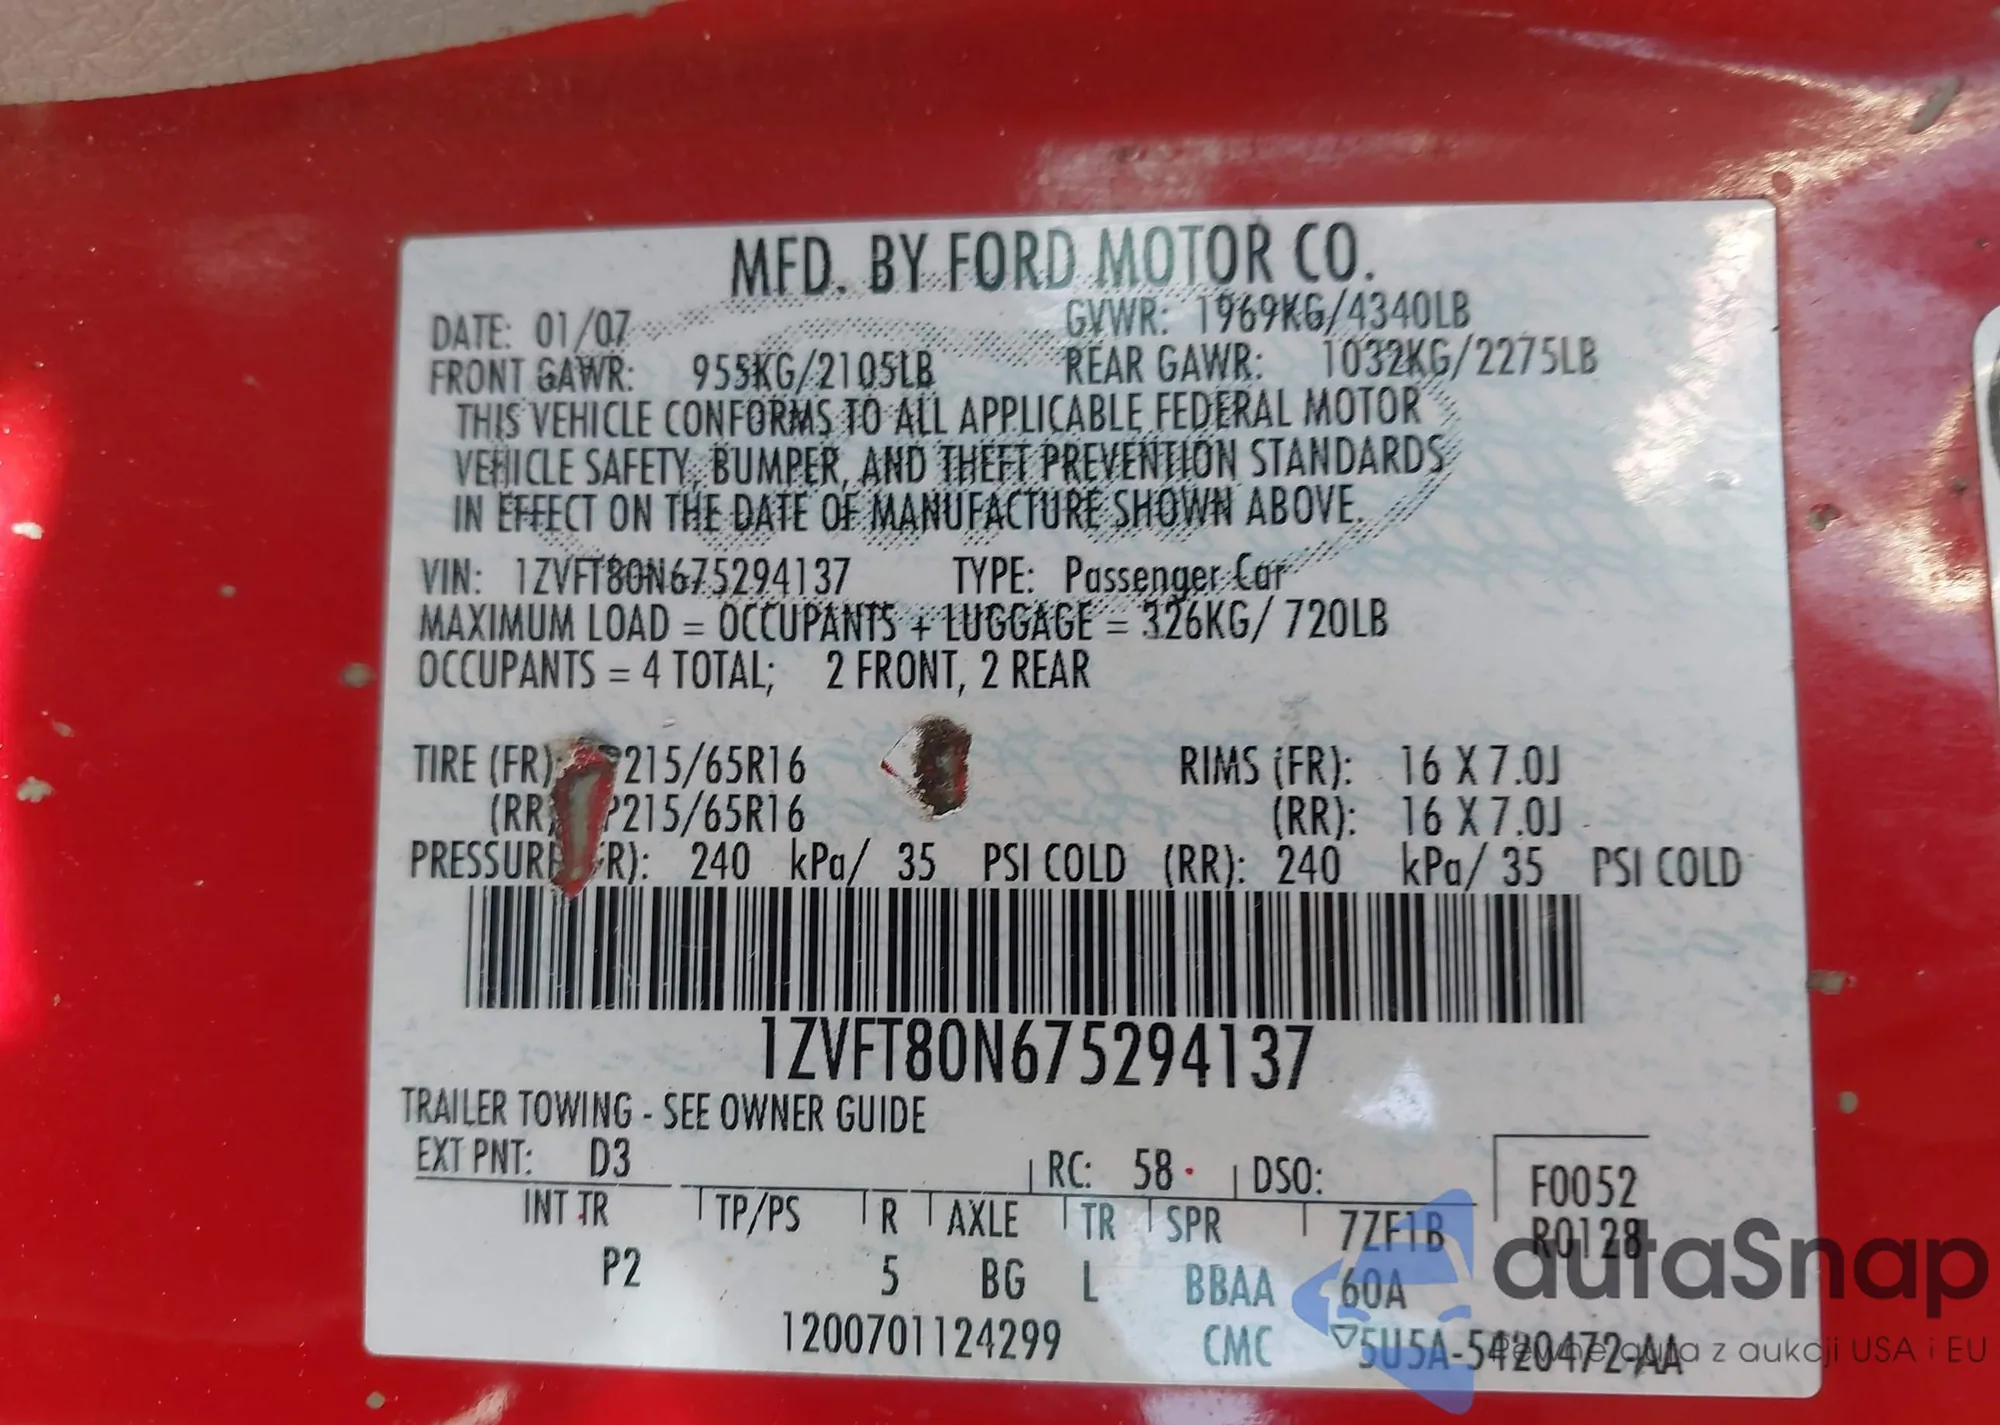 MFD. BY FORD MOTOR CO.
DATE: 01/07 GVWR: 1969KG/4340LB
FRONT GAWR: 955KG/2105LB REAR GAWR: 1032KG/2275LB
THIS VEHICLE CONFORMS TO ALL APPLICABLE FEDERAL MOTOR
VEHICLE SAFETY, BUMPER, AND THEFT PREVENTION STANDARDS
IN EFFECT ON THE DATE OF MANUFACTURE SHOWN ABOVE.
VIN: 1ZVFT80N675294137 TYPE: Passenger Car
MAXIMUM LOAD = OCCUPANTS + LUGGAGE = 326KG/ 720LB
OCCUPANTS = 4 TOTAL; 2 FRONT, 2 REAR
TIRE (FR): P215/65R16 RIMS (FR): 16 X 7.0J
(RR): P215/65R16 (RR): 16 X 7.0J
240 kPa/ 35 PSI COLD (RR): 240 kPa/ 35 PSI COLD
1ZVFT80N675294137
TRAILER TOWING - SEE OWNER GUIDE
EXT PNT: D3 RC: 58 DSO: F0052
INT TR TP/PS R AXLE TR SPR 7ZF1B R0128
P2 5 BG L BBAA 60A
1200701124299 CMC ▽5U5A-5420472-AA
autaSnap
Pewne auta z aukcji USA i EU